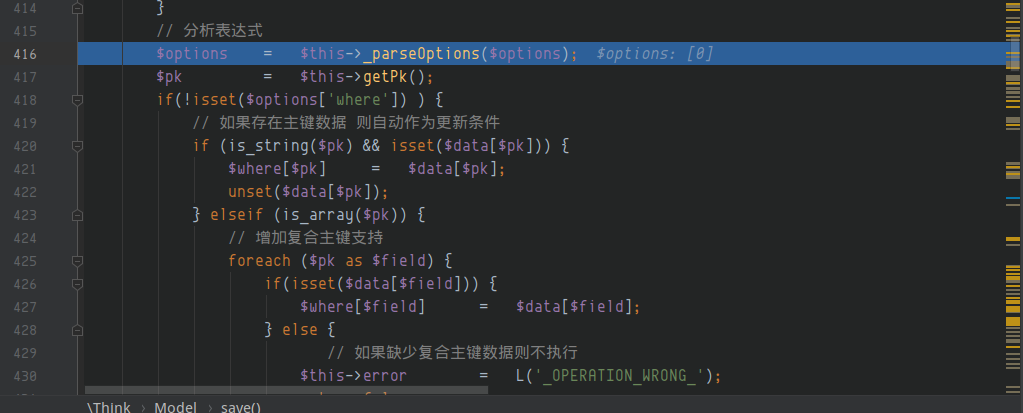 414 }
415 // 分析表达式
416 $options = $this->_parseOptions($options); $options: [0]
417 $pk = $this->getPk();
418 if(!isset($options['where']) ) {
419 // 如果存在主键数据 则自动作为更新条件
420 if (is_string($pk) && isset($data[$pk])) {
421 $where[$pk] = $data[$pk];
422 unset($data[$pk]);
423 } elseif (is_array($pk)) {
424 // 增加复合主键支持
425 foreach ($pk as $field) {
426 if(isset($data[$field])) {
427 $where[$field] = $data[$field];
428 } else {
429 // 如果缺少复合主键数据则不执行
430 $this->error = L('_OPERATION_WRONG_');
\Think › Model › save()